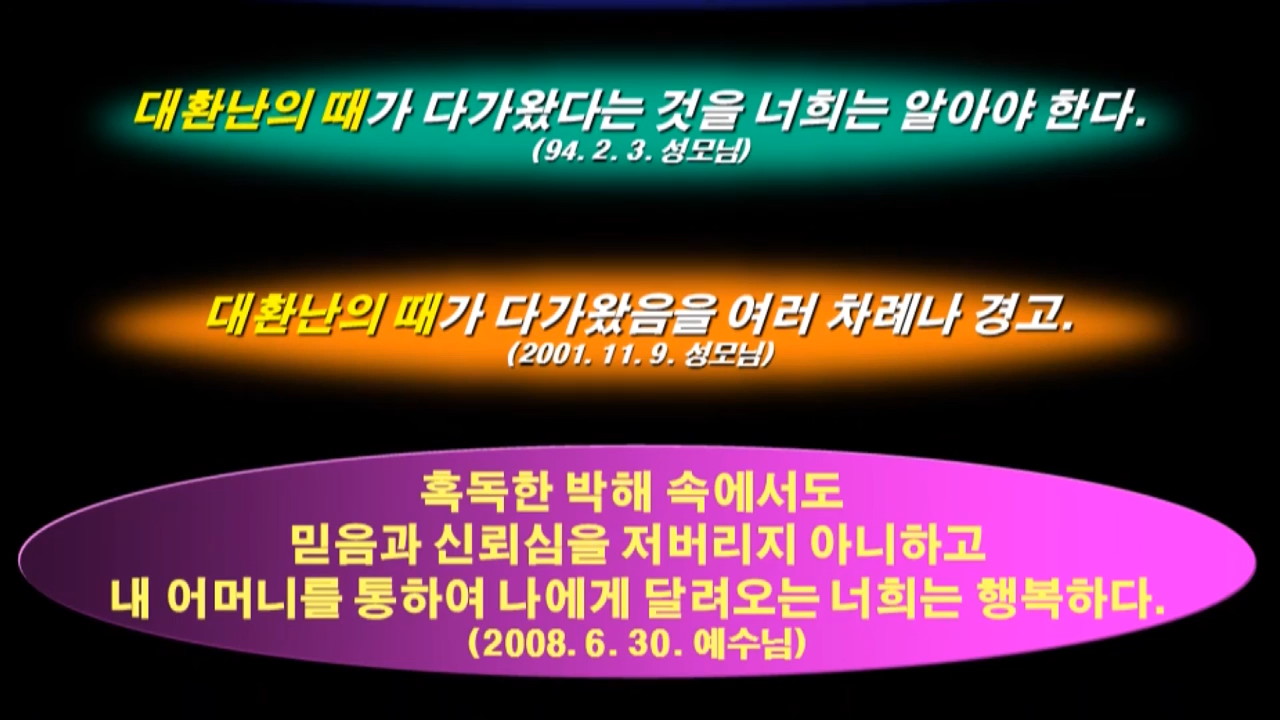 대환난의 때가 다가왔다는 것을 너희는 알아야 한다.
(94. 2. 3. 성모님)
대환난의 때가 다가왔음을 여러 차례나 경고.
(2001. 11. 9. 성모님)
혹독한 박해 속에서도
믿음과 신뢰심을 저버리지 아니하고
내 어머니를 통하여 나에게 달려오는 너희는 행복하다.
(2008. 6. 30. 예수님)